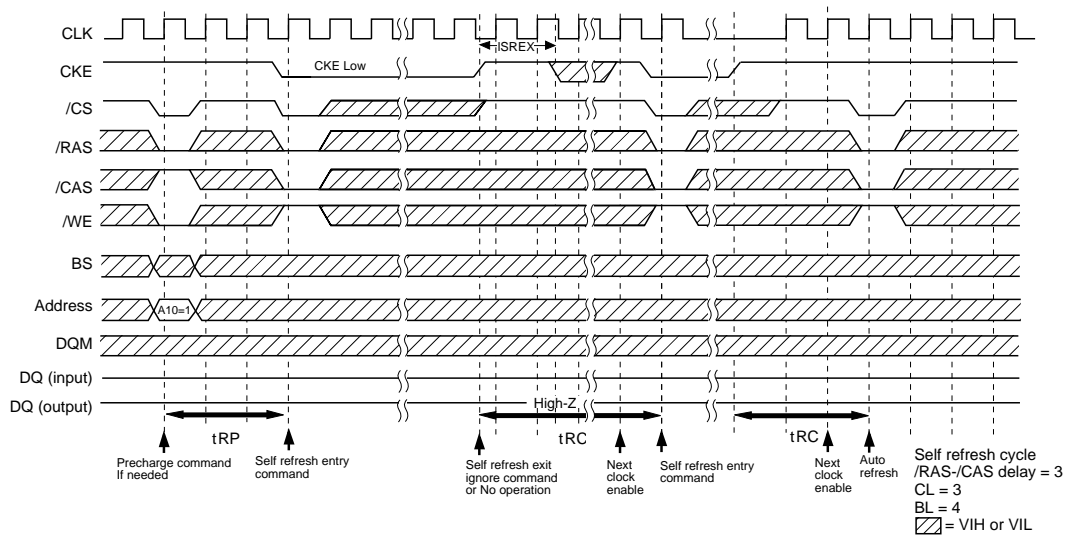 CLK
lSREX
CKE
CKE Low
/CS
/RAS
/CAS
/WE
BS
Address
A10=1
DQM
DQ (input)
DQ (output)
High-Z
tRP
tRC
tRC
Precharge command
If needed
Self refresh entry
command
Self refresh exit
ignore command
or No operation
Next
clock
enable
Self refresh entry
command
Next
clock
enable
Auto
refresh
Self refresh cycle
/RAS-/CAS delay = 3
CL = 3
BL = 4
= VIH or VIL